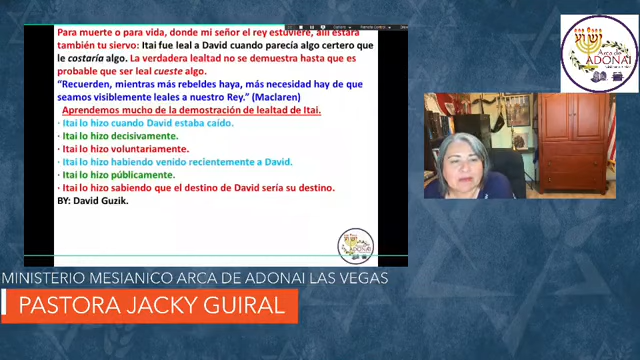 Para muerte o para vida, donde mi señor el rey estuviere, allí estará
también tu siervo: Itai fue leal a David cuando parecía algo certero que
le costaría algo. La verdadera lealtad no se demuestra hasta que es
probable que ser leal cueste algo.
"Recuerden, mientras más rebeldes haya, más necesidad hay de que
seamos visiblemente leales a nuestro Rey." (Maclaren)
Aprendemos mucho de la demostración de lealtad de Itai.
· Itai lo hizo cuando David estaba caído.
· Itai lo hizo decisivamente.
· Itai lo hizo voluntariamente.
· Itai lo hizo habiendo venido recientemente a David.
· Itai lo hizo públicamente.
· Itai lo hizo sabiendo que el destino de David sería su destino.
BY: David Guzik.
Arca de
ADONAI
MINISTERIO MESIANICO ARCA DE ADONAI LAS VEGAS
PASTORA JACKY GUIRAL